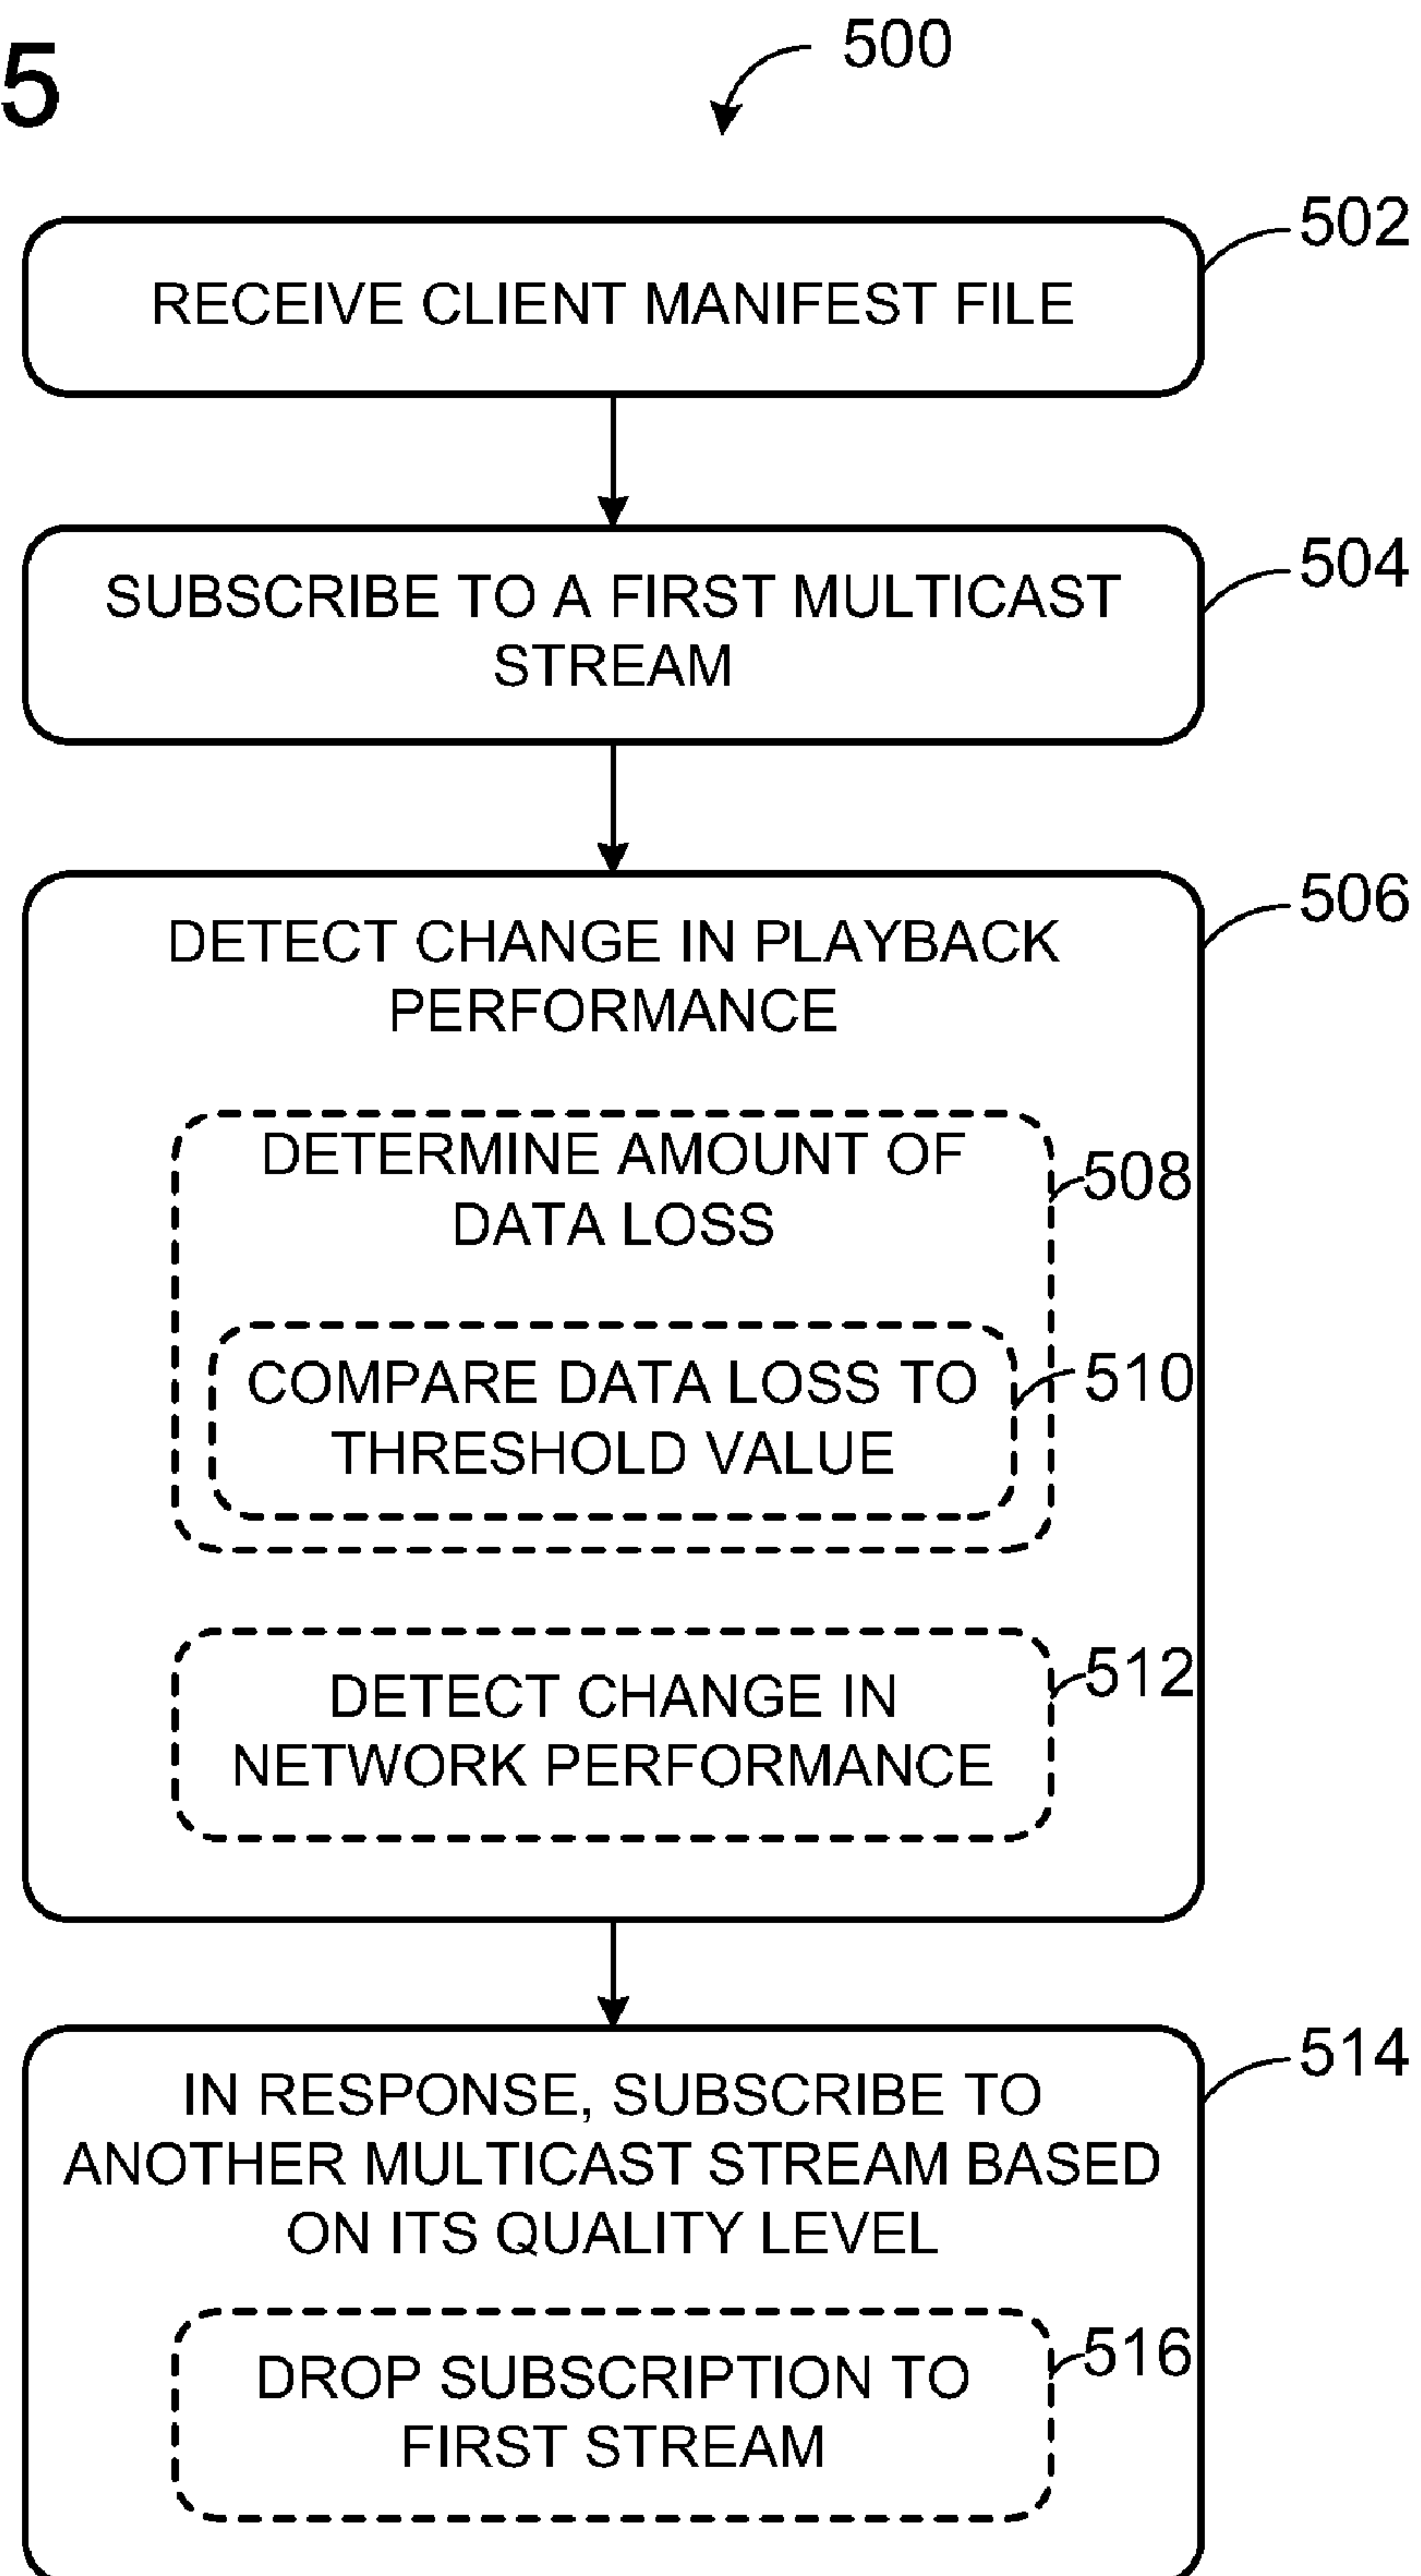 5
500
502
RECEIVE CLIENT MANIFEST FILE
504
SUBSCRIBE TO A FIRST MULTICAST
STREAM
506
DETECT CHANGE IN PLAYBACK
PERFORMANCE
DETERMINE AMOUNT OF
508
DATA LOSS
COMPARE DATA LOSS TO
510
THRESHOLD VALUE
512
DETECT CHANGE IN
NETWORK PERFORMANCE
514
IN RESPONSE, SUBSCRIBE TO
ANOTHER MULTICAST STREAM BASED
ON ITS QUALITY LEVEL
516
DROP SUBSCRIPTION TO
FIRST STREAM